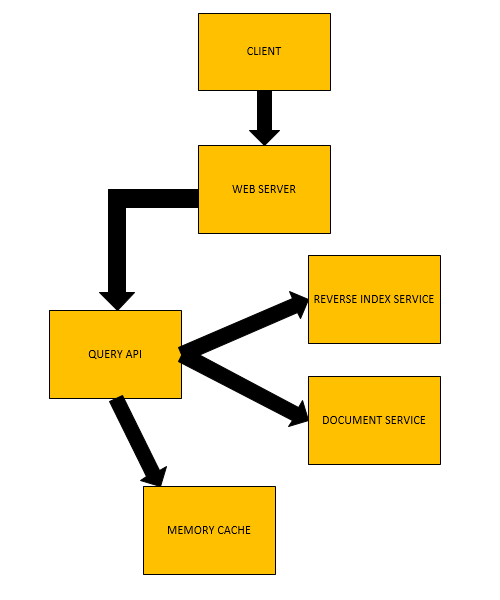 CLIENT
WEB SERVER
REVERSE INDEX SERVICE
QUERY API
DOCUMENT SERVICE
MEMORY CACHE